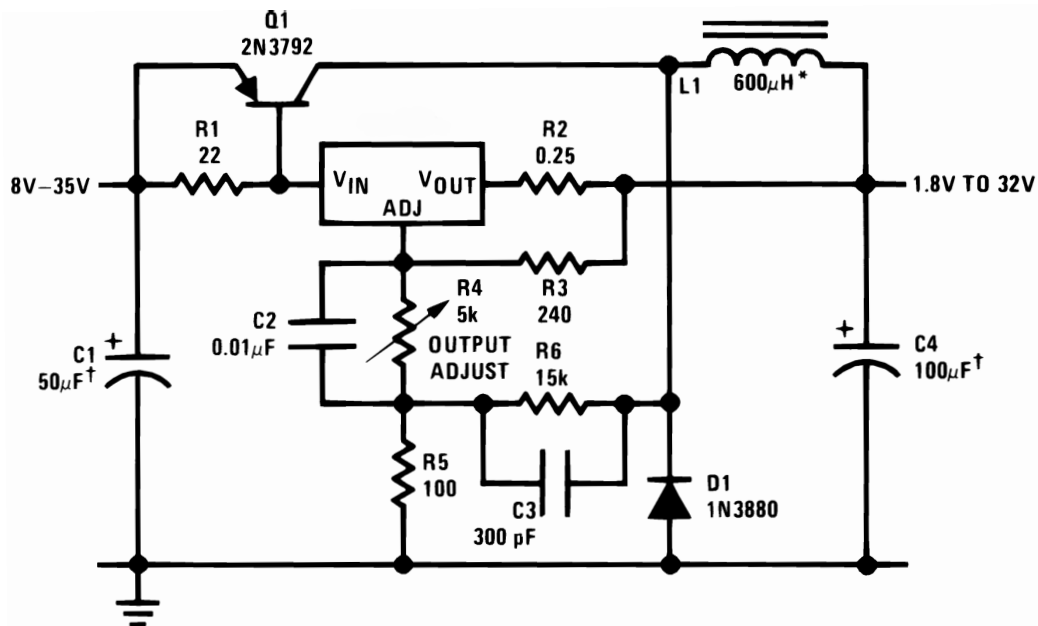 Q1
2N3792
L1
600μH*
R1
22
R2
0.25
8V–35V
VIN
VOUT
ADJ
1.8V TO 32V
R3
240
R4
5k
OUTPUT
ADJUST
C2
0.01μF
C1
50μF†
+
R6
15k
+
C4
100μF†
R5
100
C3
300 pF
D1
1N3880